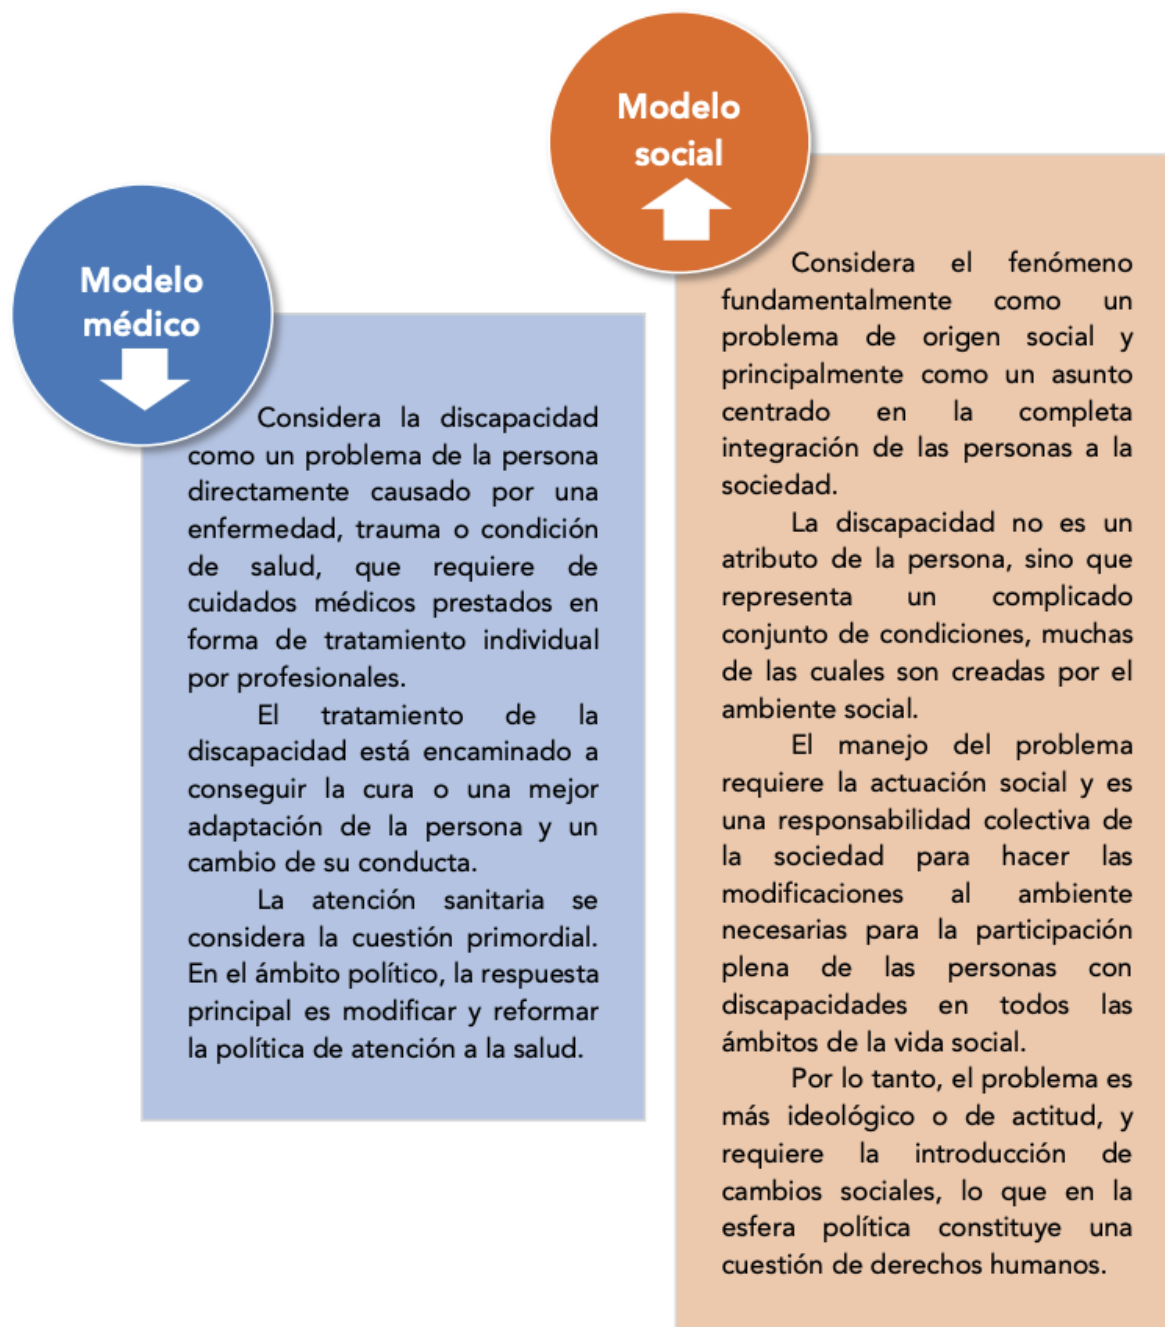 Modelo
médico
Considera la discapacidad
como un problema de la persona
directamente causado por una
enfermedad, trauma o condición
de salud, que requiere de
cuidados médicos prestados en
forma de tratamiento individual
por profesionales.
El tratamiento de la
discapacidad está encaminado a
conseguir la cura o una mejor
adaptación de la persona y un
cambio de su conducta.
La atención sanitaria se
considera la cuestión primordial.
En el ámbito político, la respuesta
principal es modificar y reformar
la política de atención a la salud.
Modelo
social
Considera el fenómeno
fundamentalmente como un
problema de origen social y
principalmente como un asunto
centrado en la completa
integración de las personas a la
sociedad.
La discapacidad no es un
atributo de la persona, sino que
representa un complicado
conjunto de condiciones, muchas
de las cuales son creadas por el
ambiente social.
El manejo del problema
requiere la actuación social y es
una responsabilidad colectiva de
la sociedad para hacer las
modificaciones al ambiente
necesarias para la participación
plena de las personas con
discapacidades en todos las
ámbitos de la vida social.
Por lo tanto, el problema es
más ideológico o de actitud, y
requiere la introducción de
cambios sociales, lo que en la
esfera política constituye una
cuestión de derechos humanos.